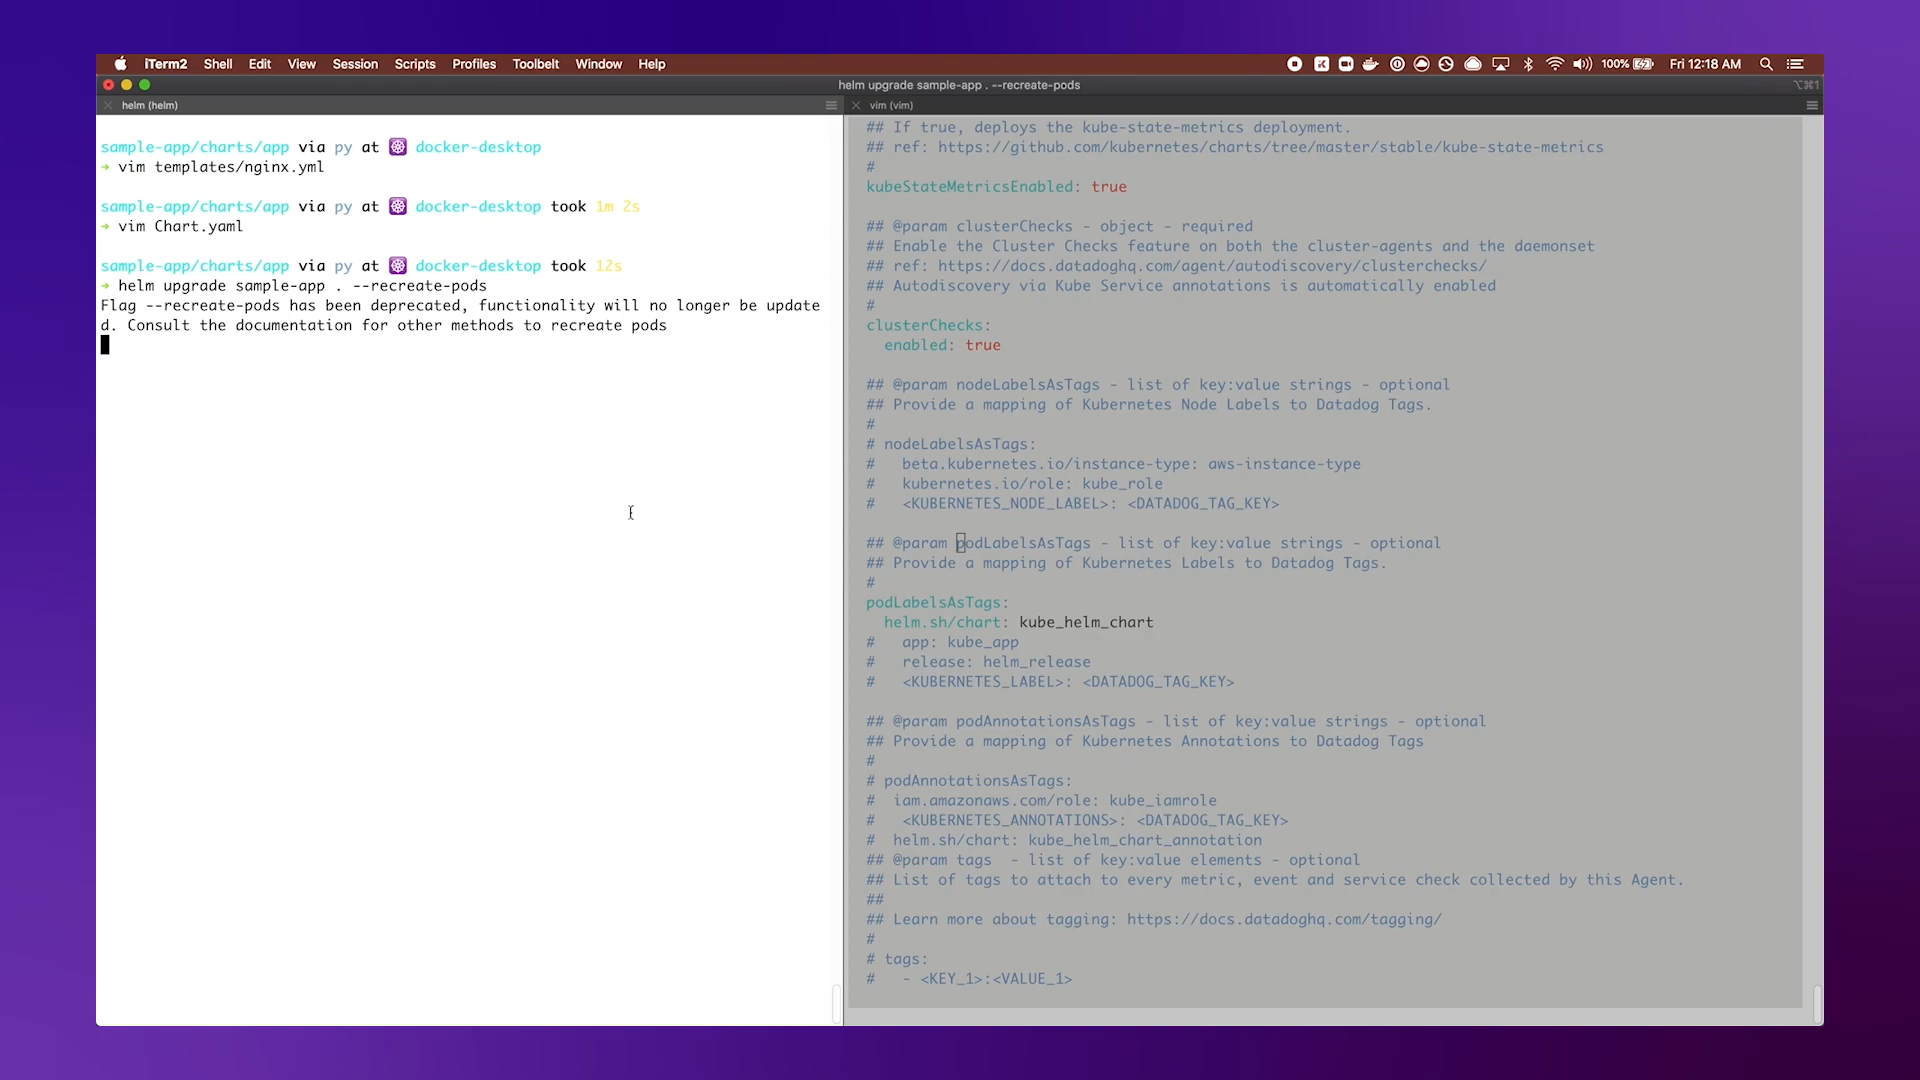 iTerm2 Shell Edit View Session Scripts Profiles Toolbelt Window Help
100% Fri 12:18 AM
helm upgrade sample-app . --recreate-pods
⌥⌘1
helm (helm)
vim (vim)
sample-app/charts/app via py at docker-desktop
➜ vim templates/nginx.yml
sample-app/charts/app via py at docker-desktop took 1m 2s
➜ vim Chart.yaml
sample-app/charts/app via py at docker-desktop took 12s
➜ helm upgrade sample-app . --recreate-pods
Flag --recreate-pods has been deprecated, functionality will no longer be update
d. Consult the documentation for other methods to recreate pods
## If true, deploys the kube-state-metrics deployment.
## ref: https://github.com/kubernetes/charts/tree/master/stable/kube-state-metrics
#
kubeStateMetricsEnabled: true
## @param clusterChecks - object - required
## Enable the Cluster Checks feature on both the cluster-agents and the daemonset
## ref: https://docs.datadoghq.com/agent/autodiscovery/clusterchecks/
## Autodiscovery via Kube Service annotations is automatically enabled
#
clusterChecks:
  enabled: true
## @param nodeLabelsAsTags - list of key:value strings - optional
## Provide a mapping of Kubernetes Node Labels to Datadog Tags.
#
# nodeLabelsAsTags:
#   beta.kubernetes.io/instance-type: aws-instance-type
#   kubernetes.io/role: kube_role
#   <KUBERNETES_NODE_LABEL>: <DATADOG_TAG_KEY>
## @param podLabelsAsTags - list of key:value strings - optional
## Provide a mapping of Kubernetes Labels to Datadog Tags.
#
podLabelsAsTags:
  helm.sh/chart: kube_helm_chart
#   app: kube_app
#   release: helm_release
#   <KUBERNETES_LABEL>: <DATADOG_TAG_KEY>
## @param podAnnotationsAsTags - list of key:value strings - optional
## Provide a mapping of Kubernetes Annotations to Datadog Tags
#
# podAnnotationsAsTags:
#  iam.amazonaws.com/role: kube_iamrole
#   <KUBERNETES_ANNOTATIONS>: <DATADOG_TAG_KEY>
#  helm.sh/chart: kube_helm_chart_annotation
## @param tags  - list of key:value elements - optional
## List of tags to attach to every metric, event and service check collected by this Agent.
##
## Learn more about tagging: https://docs.datadoghq.com/tagging/
#
# tags:
#   - <KEY_1>:<VALUE_1>